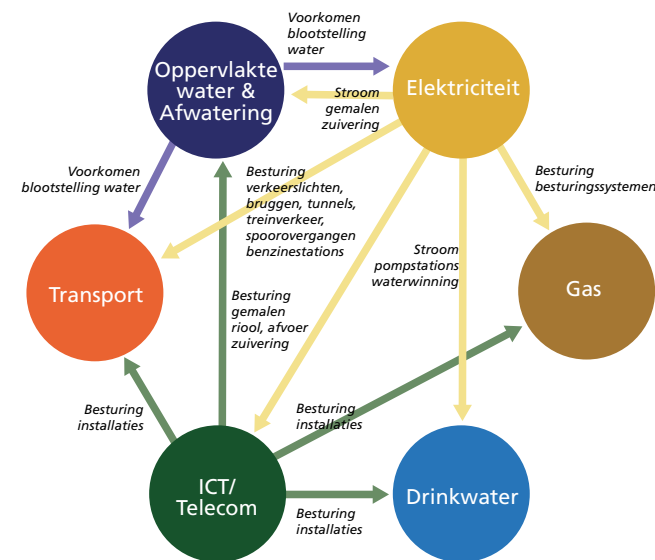 Voorkomen
blootstelling
water
Oppervlakte
water &
Afwatering
Elektriciteit
Stroom
gemalen
zuivering
Voorkomen
blootstelling water
Besturing
verkeerslichten,
bruggen, tunnels,
treinverkeer,
spoorovergangen
benzinestations
Besturing
besturingssystemen
Stroom
pompstations
waterwinning
Transport
Gas
Besturing
gemalen
riool, afvoer
zuivering
Besturing
installaties
Besturing
installaties
ICT/
Telecom
Drinkwater
Besturing
installaties